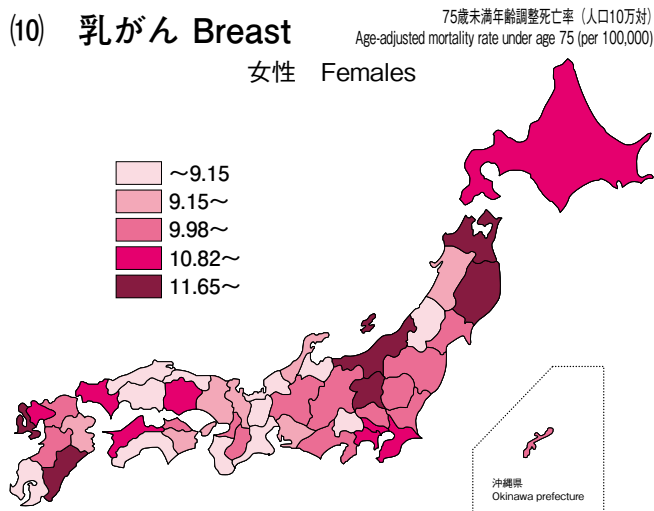 (10) 乳がん Breast
75歳未満年齢調整死亡率（人口10万対）
Age-adjusted mortality rate under age 75 (per 100,000)
女性 Females
～9.15
9.15～
9.98～
10.82～
11.65～
沖縄県
Okinawa prefecture